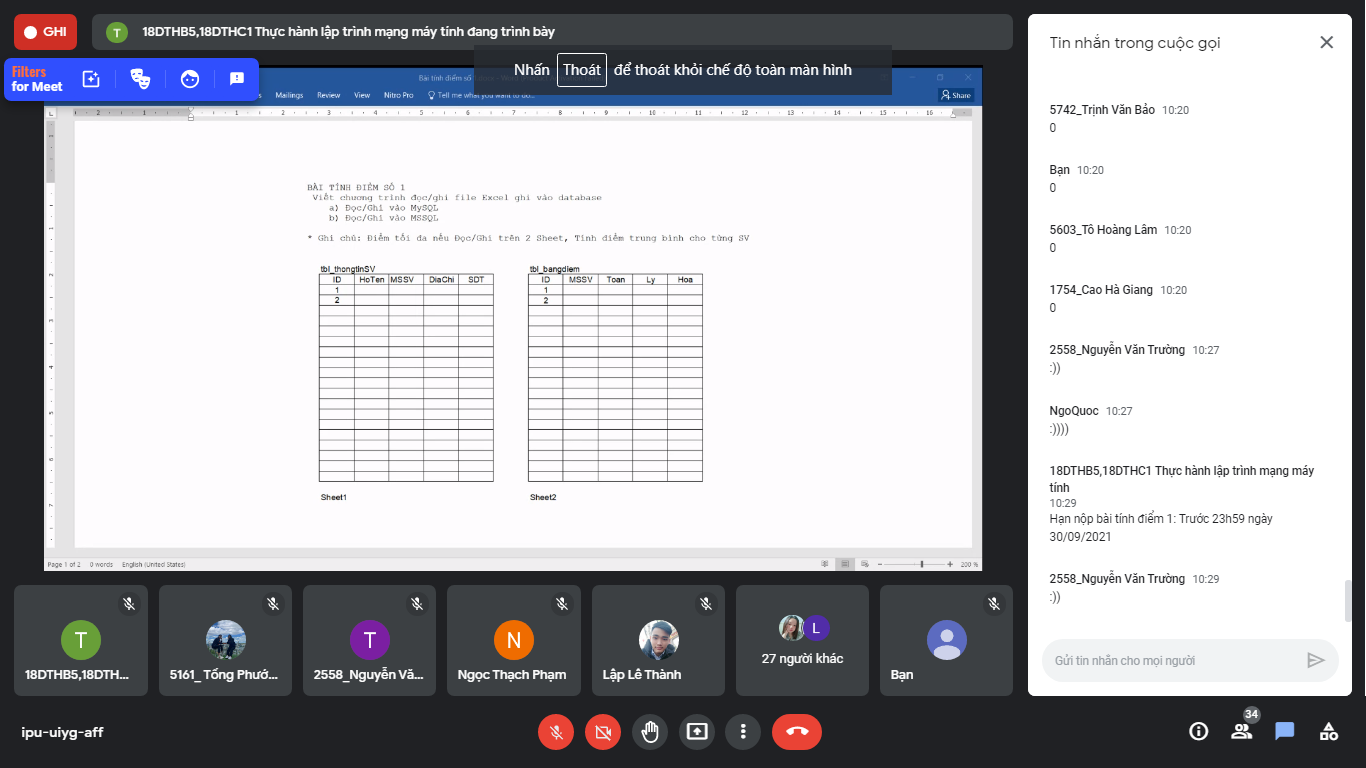 GHI
T
18DTHB5,18DTHC1 Thực hành lập trình mạng máy tính đang trình bày
Filters
for Meet
Nhấn Thoát để thoát khỏi chế độ toàn màn hình
Bài tính điểm số
Mailings Review View Nitro Pro Tell me what you want to do... Share
BÀI TÍNH ĐIỂM SỐ 1
Viết chương trình đọc/ghi file Excel ghi vào database
a) Đọc/Ghi vào MySQL
b) Đọc/Ghi vào MSSQL
* Ghi chú: Điểm tối đa nếu Đọc/Ghi trên 2 Sheet, Tính điểm trung bình cho từng SV
tbl_thongtinSV
ID HoTen MSSV DiaChi SDT
1
2
Sheet1
tbl_bangdiem
ID MSSV Toan Ly Hoa
1
2
Sheet2
Page 1 of 2 0 words English (United States) 200 %
T
18DTHB5,18DTH...
5161_ Tống Phướ...
T
2558_Nguyễn Vă...
N
Ngọc Thạch Phạm
Lập Lê Thành
L
27 người khác
Bạn
ipu-uiyg-aff
34
Tin nhắn trong cuộc gọi
5742_Trịnh Văn Bảo 10:20
0
Bạn 10:20
0
5603_Tô Hoàng Lâm 10:20
0
1754_Cao Hà Giang 10:20
0
2558_Nguyễn Văn Trường 10:27
:))
NgoQuoc 10:27
:))))
18DTHB5,18DTHC1 Thực hành lập trình mạng máy
tính
10:29
Hạn nộp bài tính điểm 1: Trước 23h59 ngày
30/09/2021
2558_Nguyễn Văn Trường 10:29
:))
Gửi tin nhắn cho mọi người